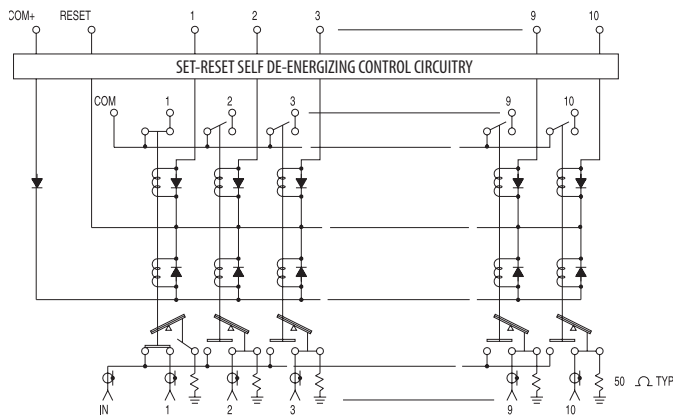 COM+ RESET 1 2 3 9 10
SET-RESET SELF DE-ENERGIZING CONTROL CIRCUITRY
COM 1 2 3 9 10
50 Ω TYP
IN 1 2 3 9 10